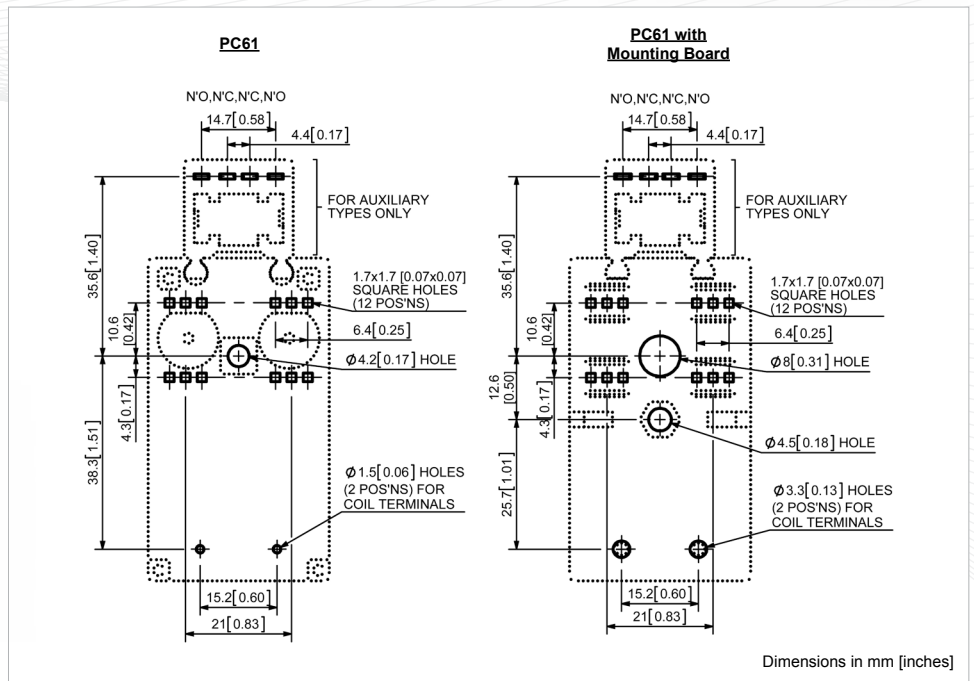 PC61
N'O,N'C,N'C,N'O
14.7[0.58]
4.4[0.17]
FOR AUXILIARY
TYPES ONLY
35.6[1.40]
1.7x1.7 [0.07x0.07]
SQUARE HOLES
(12 POS'NS)
10.6
[0.42]
6.4[0.25]
Ø4.2[0.17] HOLE
4.3[0.17]
38.3[1.51]
Ø1.5[0.06] HOLES
(2 POS'NS) FOR
COIL TERMINALS
15.2[0.60]
21[0.83]
PC61 with
Mounting Board
N'O,N'C,N'C,N'O
14.7[0.58]
4.4[0.17]
FOR AUXILIARY
TYPES ONLY
35.6[1.40]
1.7x1.7 [0.07x0.07]
SQUARE HOLES
(12 POS'NS)
10.6
[0.42]
6.4[0.25]
Ø8[0.31] HOLE
12.6
[0.50]
4.3[0.17]
Ø4.5[0.18] HOLE
25.7[1.01]
Ø3.3[0.13] HOLES
(2 POS'NS) FOR
COIL TERMINALS
15.2[0.60]
21[0.83]
Dimensions in mm [inches]